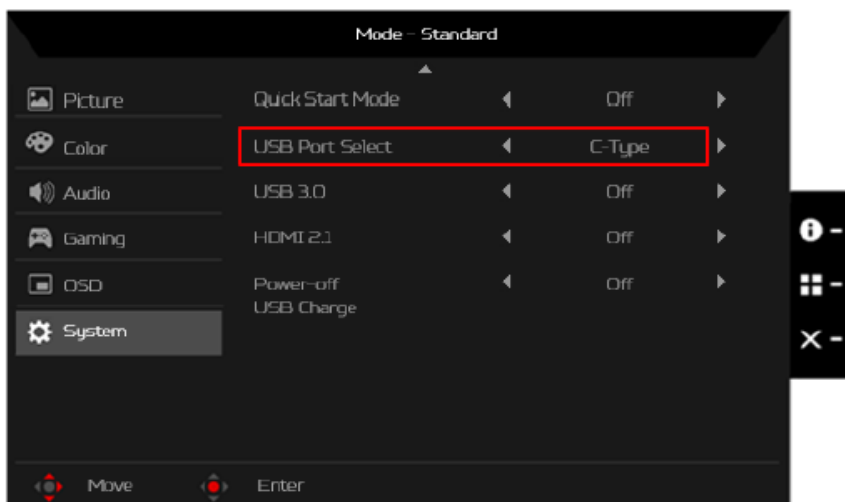 Mode - Standard
Picture
Quick Start Mode Off
Color
USB Port Select C-Type
Audio
USB 3.0 Off
Gaming
HDMI 2.1 Off
OSD
Power-off Off
USB Charge
System
Move Enter